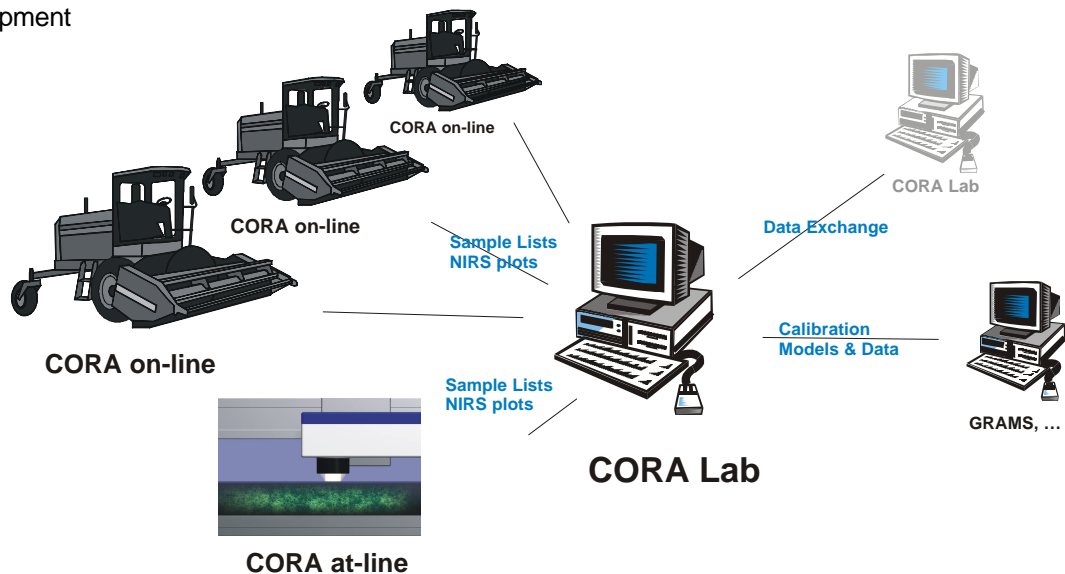 pment
CORA on-line
CORA on-line
CORA on-line
Sample Lists
NIRS plots
Sample Lists
NIRS plots
CORA at-line
CORA Lab
Data Exchange
CORA Lab
Calibration
Models & Data
GRAMS, …